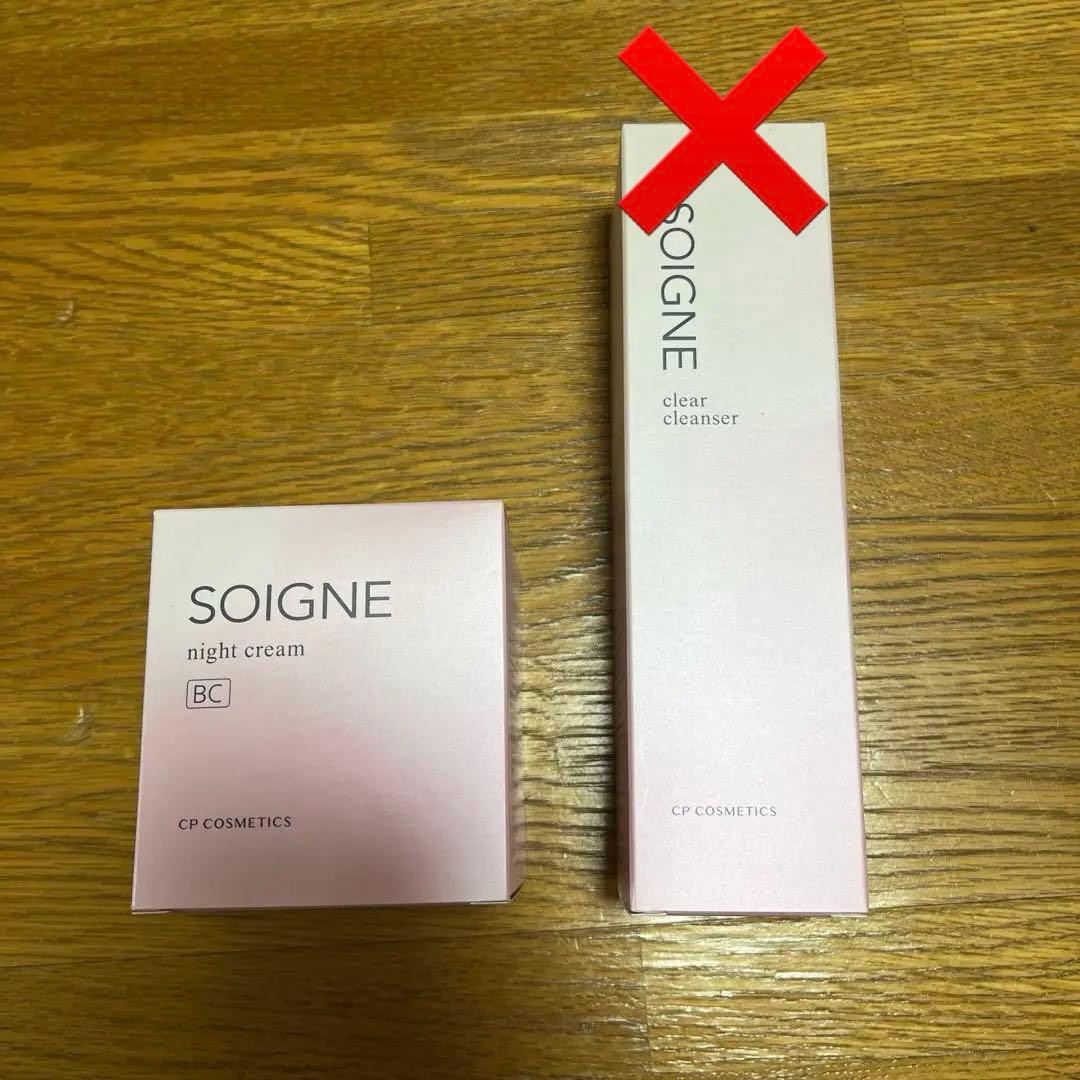 SOIGNE
night cream
BC
CP COSMETICS
SOIGNE
clear
cleanser
CP COSMETICS